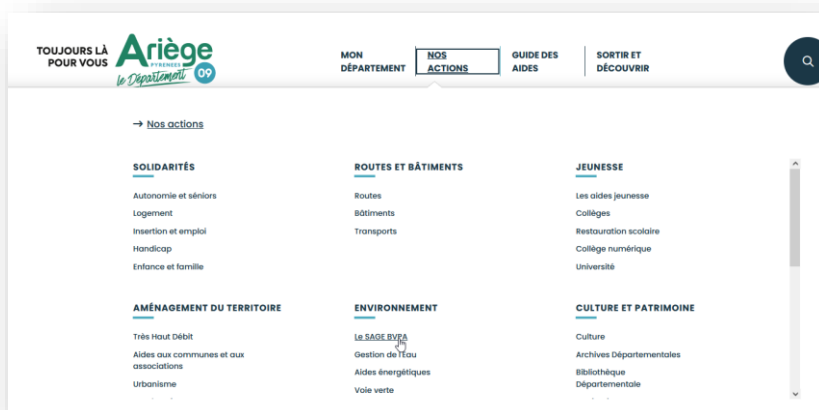 TOUJOURS LÀ
POUR VOUS
Ariège
PYRENEES
le Département 09
MON
DÉPARTEMENT
NOS
ACTIONS
GUIDE DES
AIDES
SORTIR ET
DÉCOUVRIR
→ Nos actions
SOLIDARITÉS
Autonomie et séniors
Logement
Insertion et emploi
Handicap
Enfance et famille
ROUTES ET BÂTIMENTS
Routes
Bâtiments
Transports
JEUNESSE
Les aides jeunesse
Collèges
Restauration scolaire
Collège numérique
Université
AMÉNAGEMENT DU TERRITOIRE
Très Haut Débit
Aides aux communes et aux
associations
Urbanisme
ENVIRONNEMENT
Le SAGE BVPA
Gestion de l'Eau
Aides énergétiques
Voie verte
CULTURE ET PATRIMOINE
Culture
Archives Départementales
Bibliothèque
Départementale